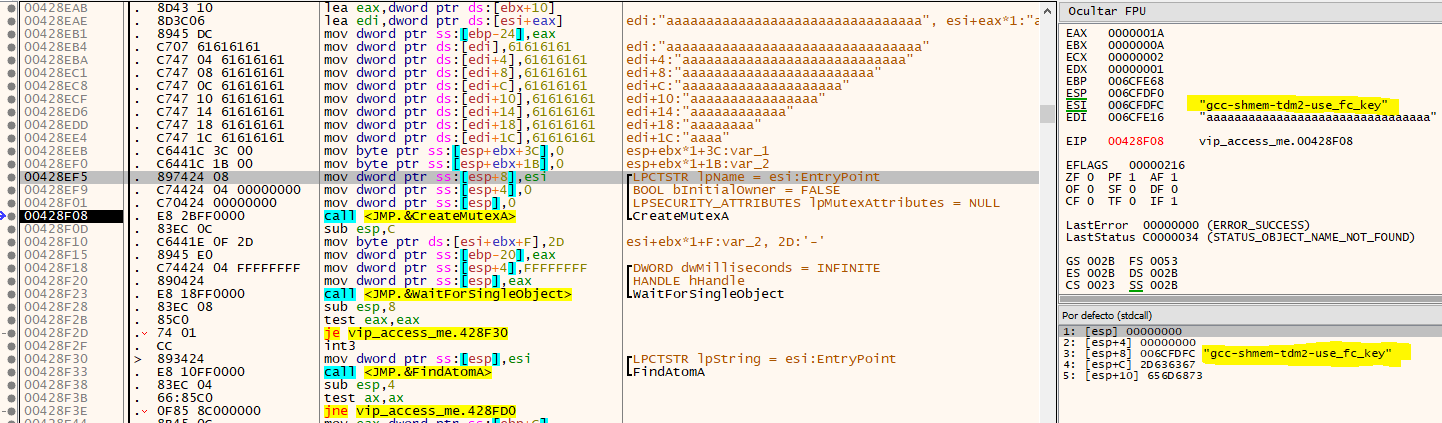 00428EAB . 8D43 10 lea eax,dword ptr ds:[ebx+10]
00428EAE . 8D3C06 lea edi,dword ptr ds:[esi+eax] edi:"aaaaaaaaaaaaaaaaaaaaaaaaaaaaaaaa", esi+eax*1:"a
00428EB1 . 8945 DC mov dword ptr ss:[ebp-24],eax
00428EB4 . C707 61616161 mov dword ptr ds:[edi],61616161 edi:"aaaaaaaaaaaaaaaaaaaaaaaaaaaaaaaa"
00428EBA . C747 04 61616161 mov dword ptr ds:[edi+4],61616161 edi+4:"aaaaaaaaaaaaaaaaaaaaaaaaaaaa"
00428EC1 . C747 08 61616161 mov dword ptr ds:[edi+8],61616161 edi+8:"aaaaaaaaaaaaaaaaaaaaaaaa"
00428EC8 . C747 0C 61616161 mov dword ptr ds:[edi+C],61616161 edi+C:"aaaaaaaaaaaaaaaaaaaa"
00428ECF . C747 10 61616161 mov dword ptr ds:[edi+10],61616161 edi+10:"aaaaaaaaaaaaaaaa"
00428ED6 . C747 14 61616161 mov dword ptr ds:[edi+14],61616161 edi+14:"aaaaaaaaaaaa"
00428EDD . C747 18 61616161 mov dword ptr ds:[edi+18],61616161 edi+18:"aaaaaaaa"
00428EE4 . C747 1C 61616161 mov dword ptr ds:[edi+1C],61616161 edi+1C:"aaaa"
00428EEB . C6441C 3C 00 mov byte ptr ss:[esp+ebx+3C],0 esp+ebx*1+3C:var_1
00428EF0 . C6441C 1B 00 mov byte ptr ss:[esp+ebx+1B],0 esp+ebx*1+1B:var_2
00428EF5 . 897424 08 mov dword ptr ss:[esp+8],esi LPCTSTR lpName = esi:EntryPoint
00428EF9 . C74424 04 00000000 mov dword ptr ss:[esp+4],0 BOOL bInitialOwner = FALSE
00428F01 . C70424 00000000 mov dword ptr ss:[esp],0 LPSECURITY_ATTRIBUTES lpMutexAttributes = NULL
00428F08 . E8 2BFF0000 call <JMP.&CreateMutexA> CreateMutexA
00428F0D . 83EC 0C sub esp,C
00428F10 . C6441E 0F 2D mov byte ptr ds:[esi+ebx+F],2D esi+ebx*1+F:var_2, 2D:'-'
00428F15 . 8945 E0 mov dword ptr ss:[ebp-20],eax
00428F18 . C74424 04 FFFFFFFF mov dword ptr ss:[esp+4],FFFFFFFF DWORD dwMilliseconds = INFINITE
00428F20 . 890424 mov dword ptr ss:[esp],eax HANDLE hHandle
00428F23 . E8 18FF0000 call <JMP.&WaitForSingleObject> WaitForSingleObject
00428F28 . 83EC 08 sub esp,8
00428F2B . 85C0 test eax,eax
00428F2D . 74 01 je vip_access_me.428F30
00428F2F . CC int3
00428F30 > 893424 mov dword ptr ss:[esp],esi LPCTSTR lpString = esi:EntryPoint
00428F33 . E8 10FF0000 call <JMP.&FindAtomA> FindAtomA
00428F38 . 83EC 04 sub esp,4
00428F3B . 66:85C0 test ax,ax
00428F3E . 0F85 8C000000 jne vip_access_me.428FD0
Ocultar FPU
EAX 0000001A
EBX 0000000A
ECX 00000002
EDX 00000001
EBP 006CFE68
ESP 006CFDF0
ESI 006CFDFC "gcc-shmem-tdm2-use_fc_key"
EDI 006CFE16 "aaaaaaaaaaaaaaaaaaaaaaaaaaaaaaaa"
EIP 00428F08 vip_access_me.00428F08
EFLAGS 00000216
ZF 0 PF 1 AF 1
OF 0 SF 0 DF 0
CF 0 TF 0 IF 1
LastError 00000000 (ERROR_SUCCESS)
LastStatus C0000034 (STATUS_OBJECT_NAME_NOT_FOUND)
GS 002B FS 0053
ES 002B DS 002B
CS 0023 SS 002B
Por defecto (stdcall)
1: [esp] 00000000
2: [esp+4] 00000000
3: [esp+8] 006CFDFC "gcc-shmem-tdm2-use_fc_key"
4: [esp+C] 2D636367
5: [esp+10] 656D6873